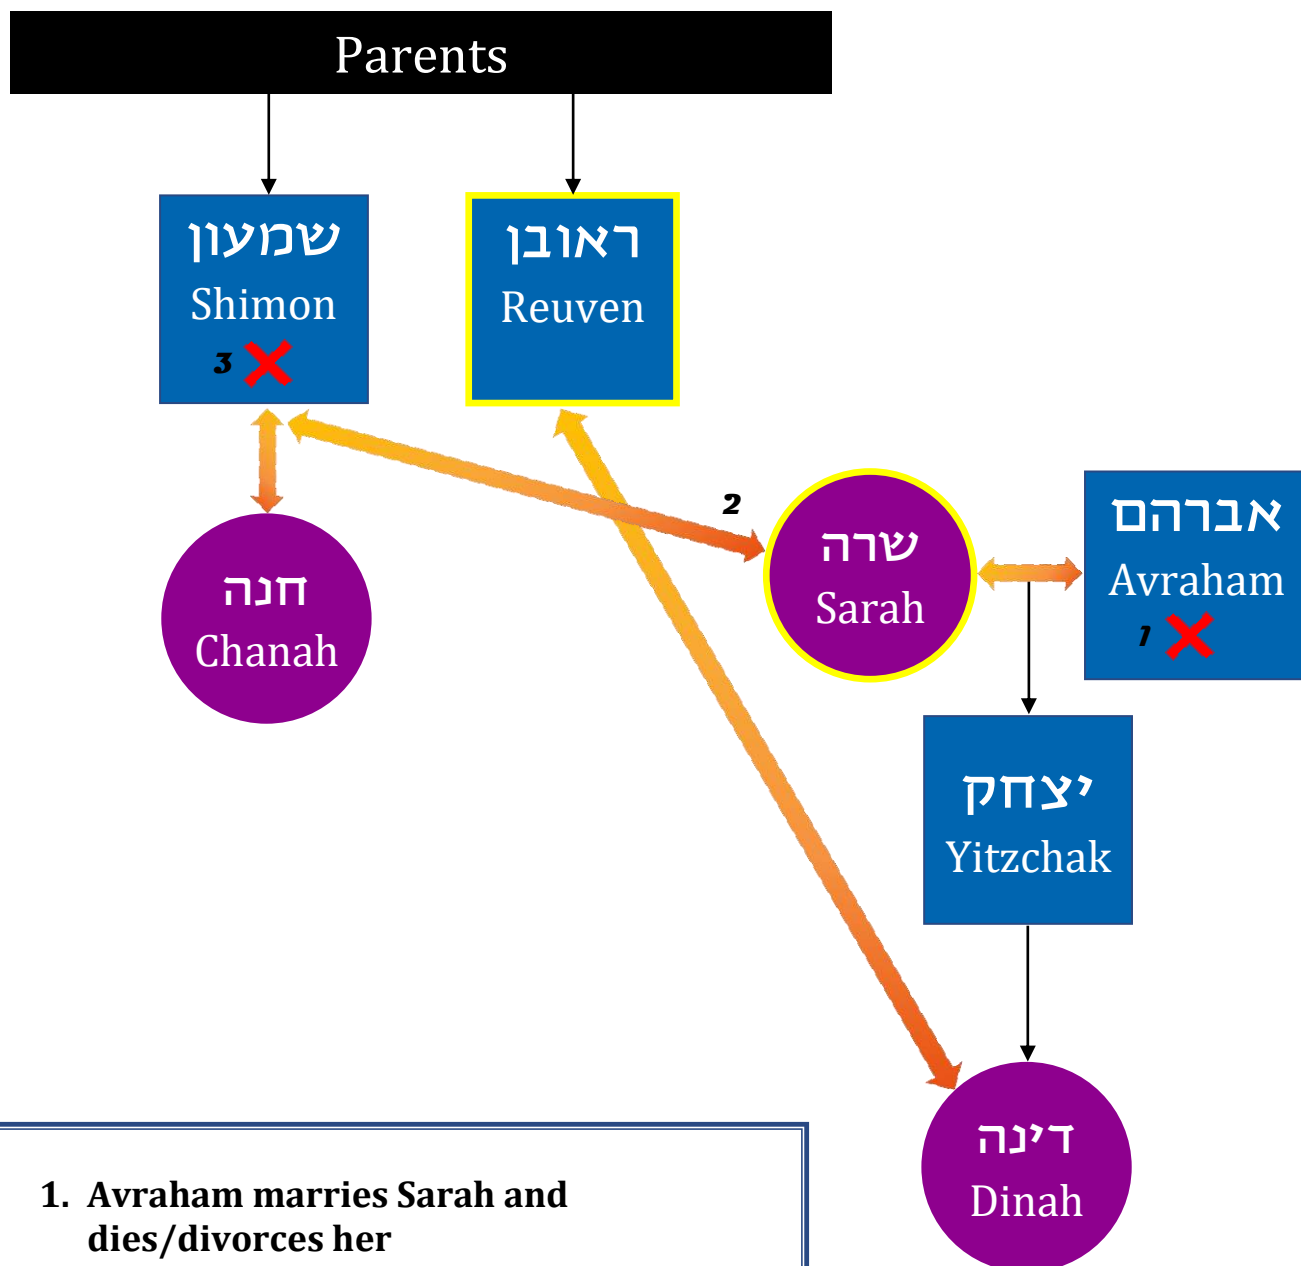 Parents
שמעון
Shimon
3
ראובן
Reuven
2
שרה
Sarah
אברהם
Avraham
1
חנה
Chanah
יצחק
Yitzchak
דינה
Dinah
1. Avraham marries Sarah and
dies/divorces her